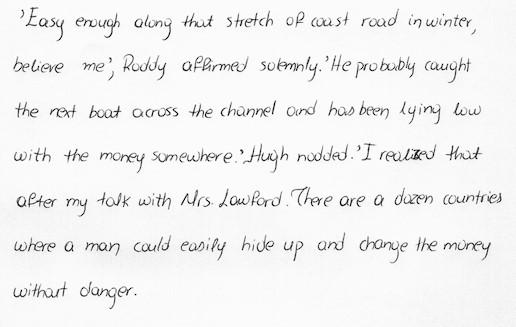 'Easy enough along that stretch of coast road in winter,
believe me', Roddy affirmed solemnly. 'He probably caught
the next boat across the channel and has been lying low
with the money somewhere.' Hugh nodded. 'I realized that
after my talk with Mrs. Lawford. There are a dozen countries
where a man could easily hide up and change the money
without danger.